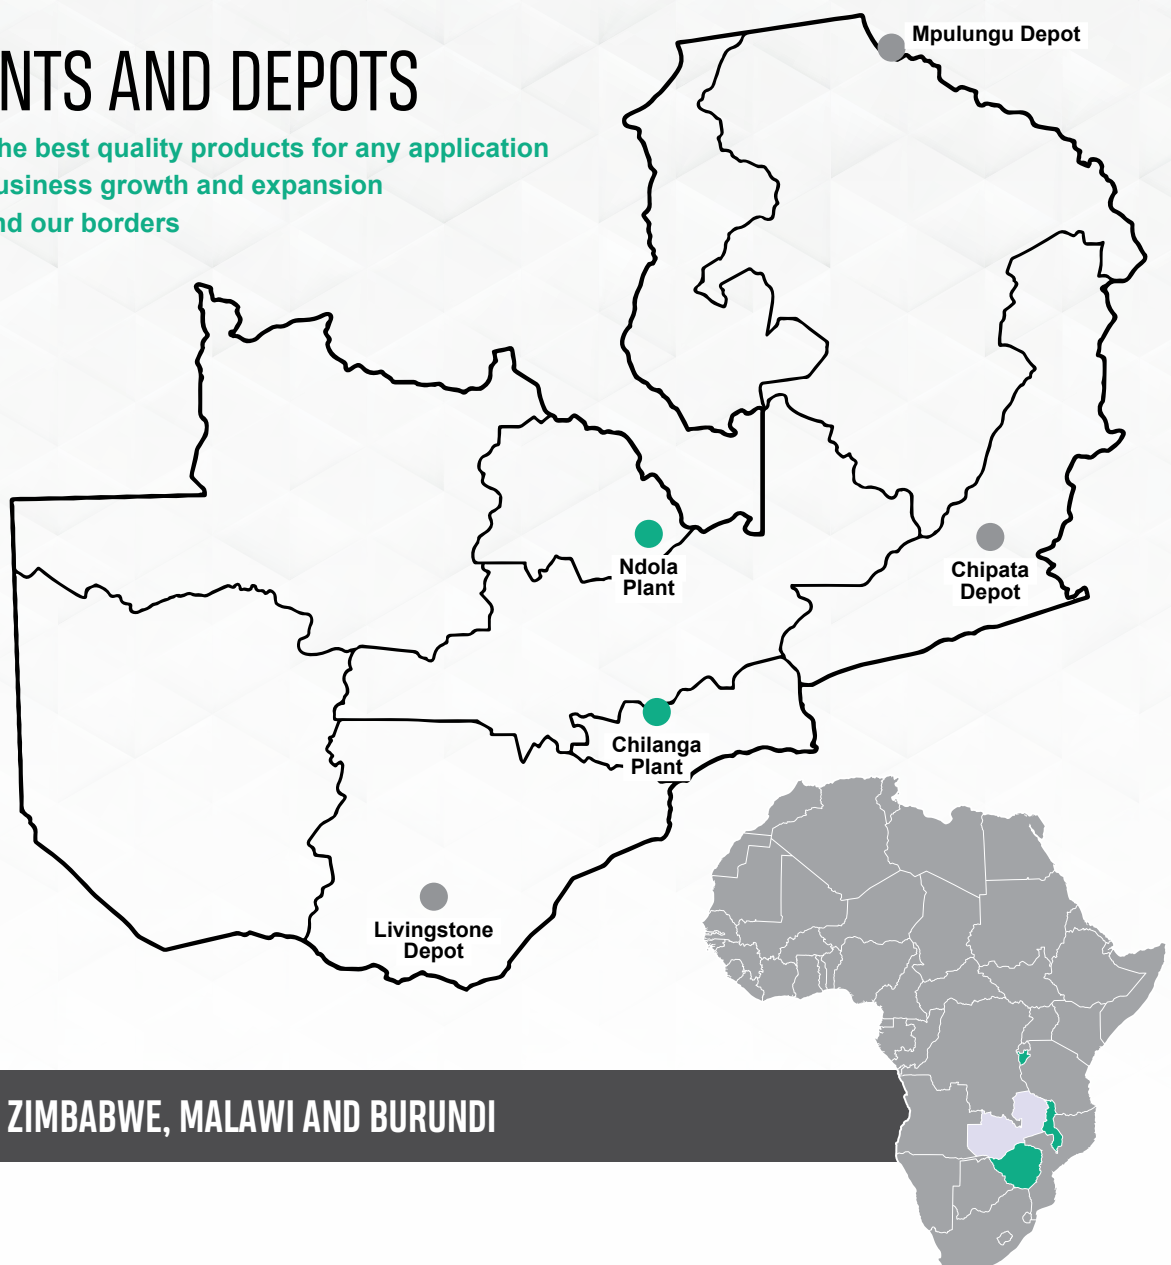 NTS AND DEPOTS
he best quality products for any application
usiness growth and expansion
nd our borders
Mpulungu Depot
Ndola
Plant
Chipata
Depot
Chilanga
Plant
Livingstone
Depot
ZIMBABWE, MALAWI AND BURUNDI